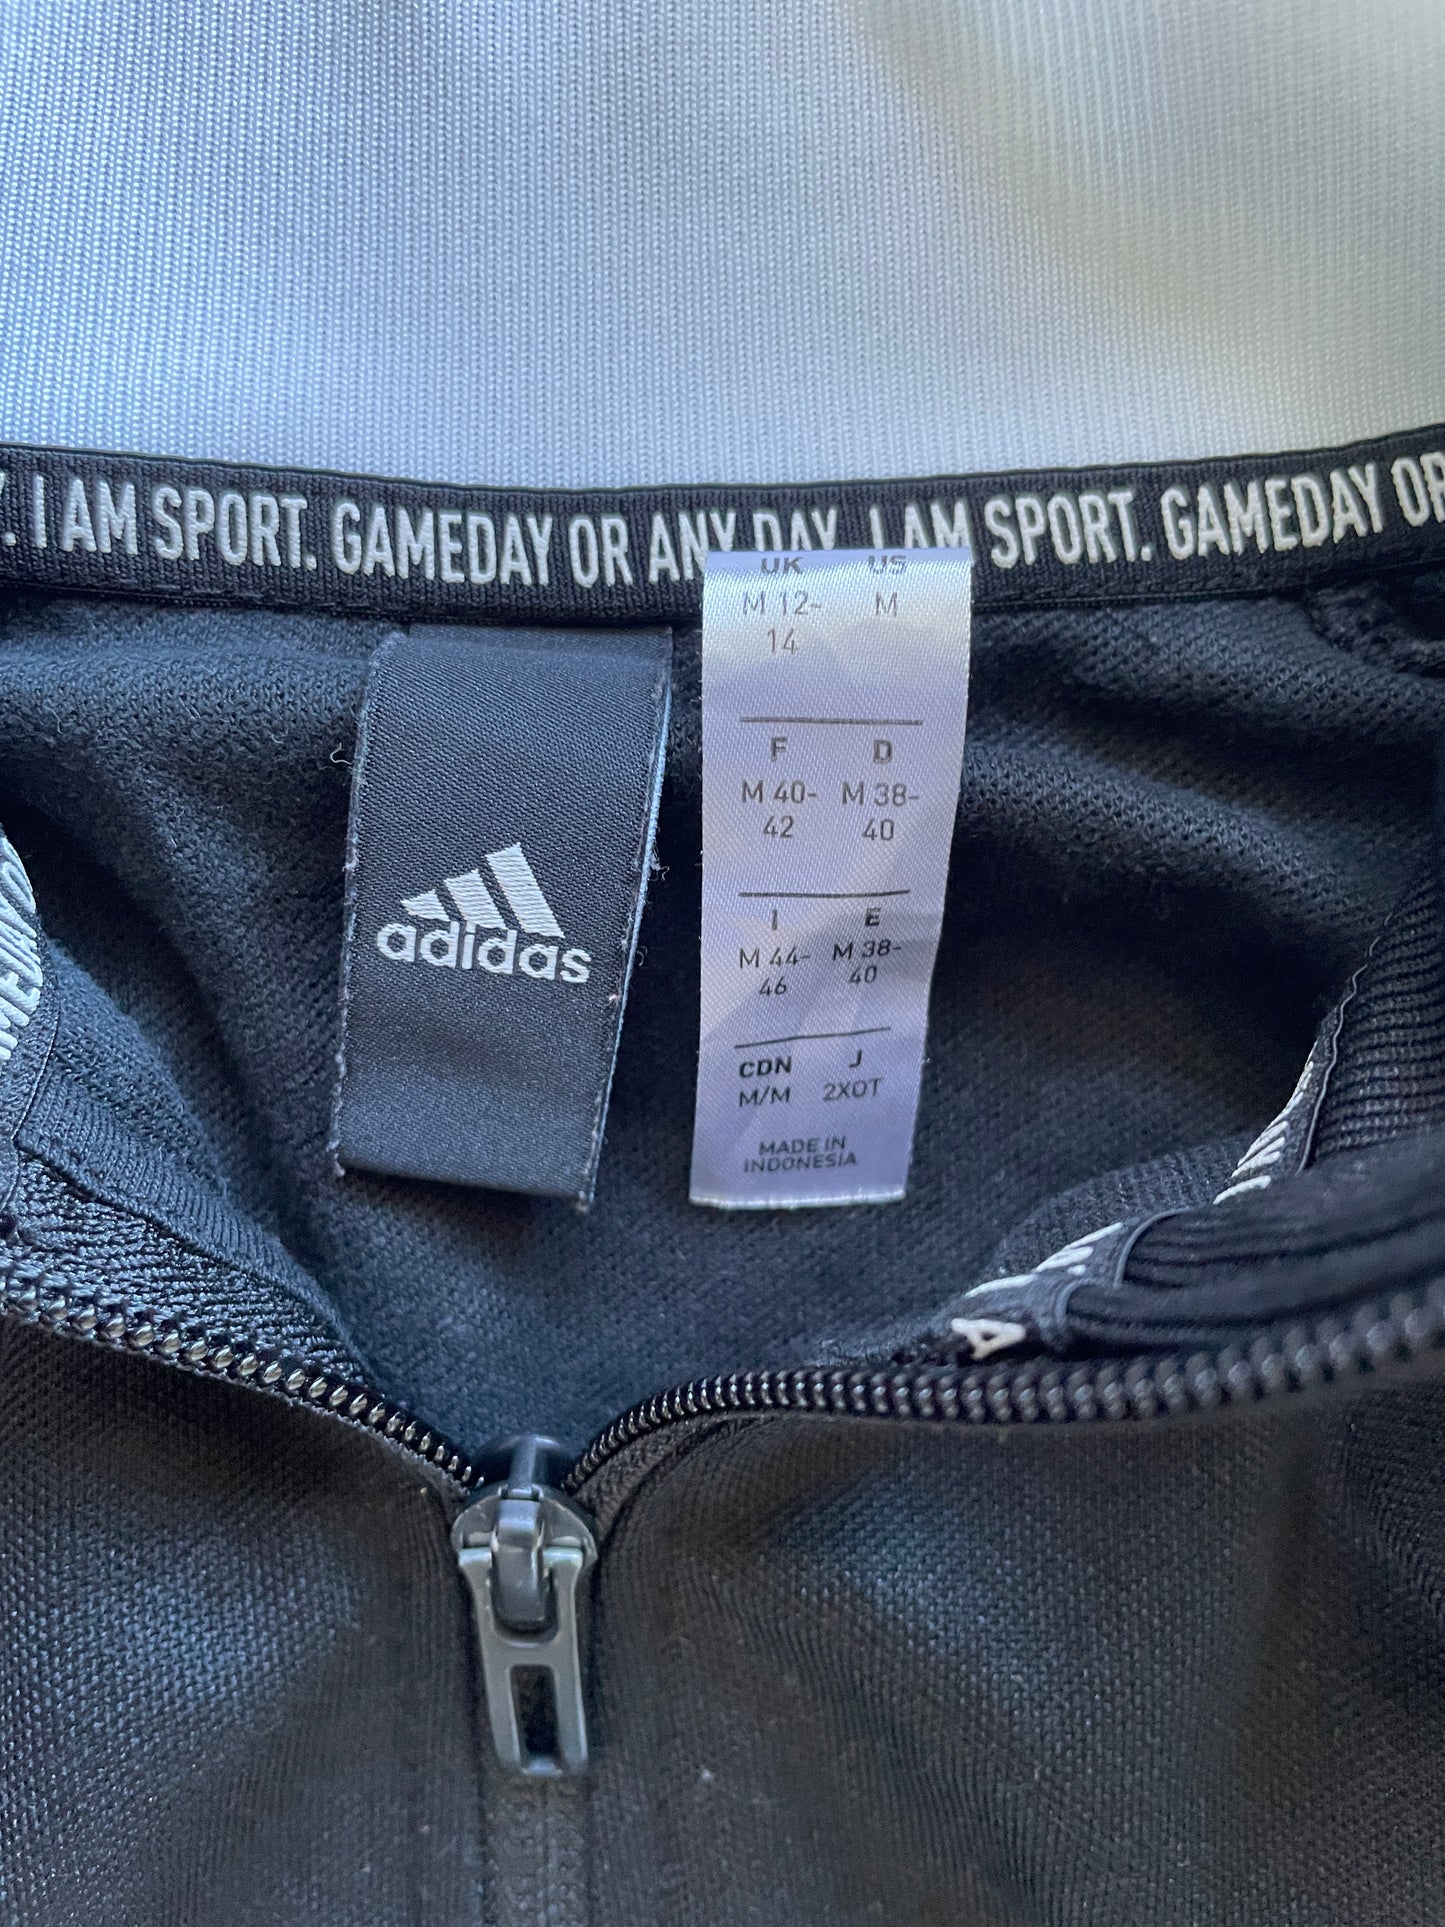 . I AM SPORT. GAMEDAY OR ANY DAY. I AM SPORT. GAMEDAY OR
adidas
UK US
M 12- M
14
F D
M 40- M 38-
42 40
I E
M 44- M 38-
46 40
CDN J
M/M 2XOT
MADE IN
INDONESIA
A